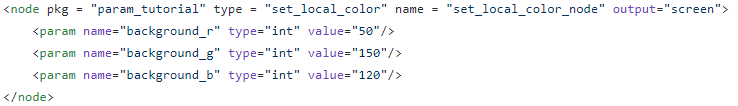 <node pkg = "param_tutorial" type = "set_local_color" name = "set_local_color_node" output="screen">
    <param name="background_r" type="int" value="50"/>
    <param name="background_g" type="int" value="150"/>
    <param name="background_b" type="int" value="120"/>
</node>